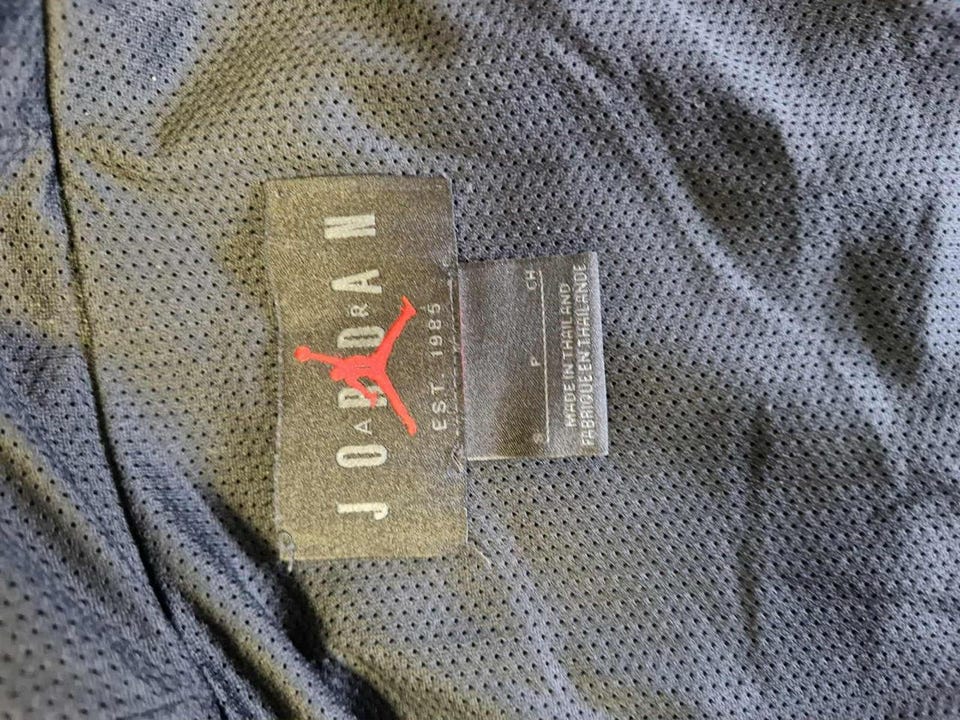 JORDAN
A R
EST. 1985
S P CH
MADE IN THAILAND
FABRIQUE EN THAILANDE